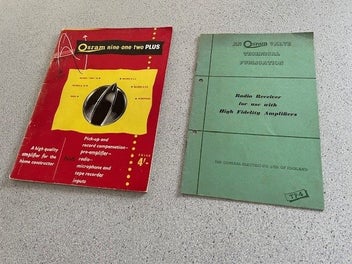 Osram nine one two PLUS
A high quality
amplifier for the
home constructor
Pick-up and
record compensation-
pre-amplifier-
radio-
microphone and
tape recorder
inputs
PRICE
4/-
AN Osram VALVE
TECHNICAL
PUBLICATION
Radio Receiver
for use with
High Fidelity Amplifiers
THE GENERAL ELECTRIC CO. LTD. OF ENGLAND